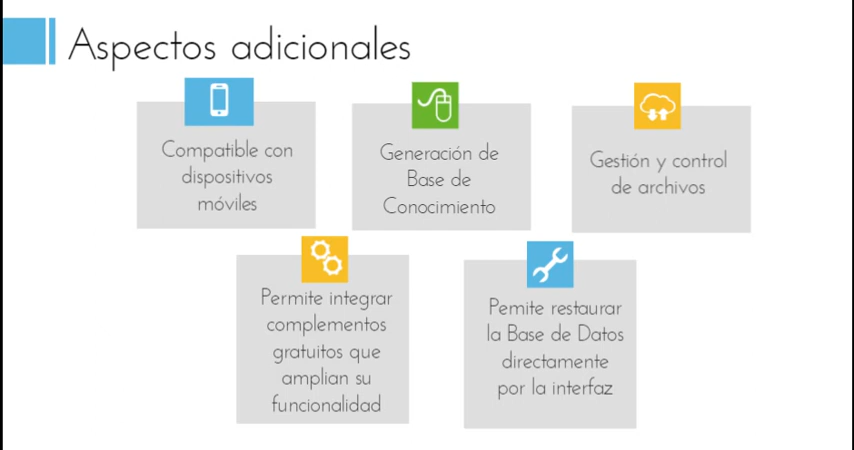 Aspectos adicionales
Compatible con
dispositivos
móviles
Generación de
Base de
Conocimiento
Gestión y control
de archivos
Permite integrar
complementos
gratuitos que
amplian su
funcionalidad
Pemite restaurar
la Base de Datos
directamente
por la interfaz